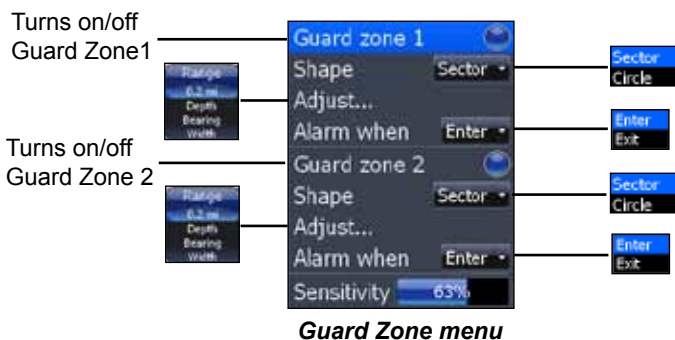 Turns on/off
Guard Zone1
Guard zone 1
Shape Sector
Sector
Circle
Range
0.2 mi
Depth
Bearing
Width
Adjust...
Alarm when Enter
Enter
Exit
Turns on/off
Guard Zone 2
Guard zone 2
Shape Sector
Sector
Circle
Range
0.2 mi
Depth
Bearing
Width
Adjust...
Alarm when Enter
Enter
Exit
Sensitivity 63%
Guard Zone menu